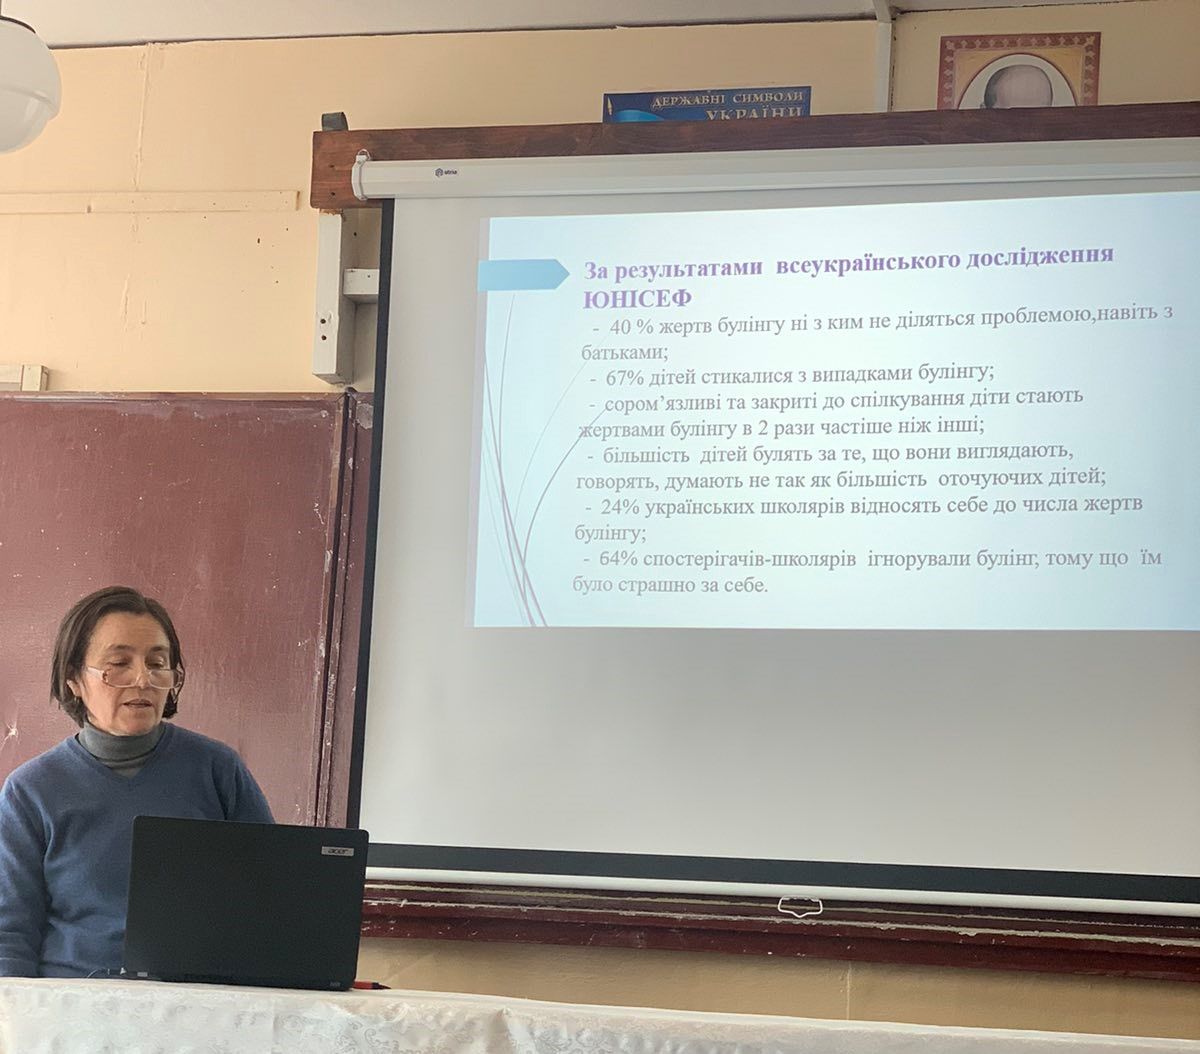 ДЕРЖАВНІ СИМВОЛИ
УКРАЇНИ
atria
За результатами всеукраїнського дослідження
ЮНІСЕФ
- 40 % жертв булінгу ні з ким не діляться проблемою,навіть з
батьками;
- 67% дітей стикалися з випадками булінгу;
- сором’язливі та закриті до спілкування діти стають
жертвами булінгу в 2 рази частіше ніж інші;
- більшість дітей булять за те, що вони виглядають,
говорять, думають не так як більшість оточуючих дітей;
- 24% українських школярів відносять себе до числа жертв
булінгу;
- 64% спостерігачів-школярів ігнорували булінг, тому що їм
було страшно за себе.
acer